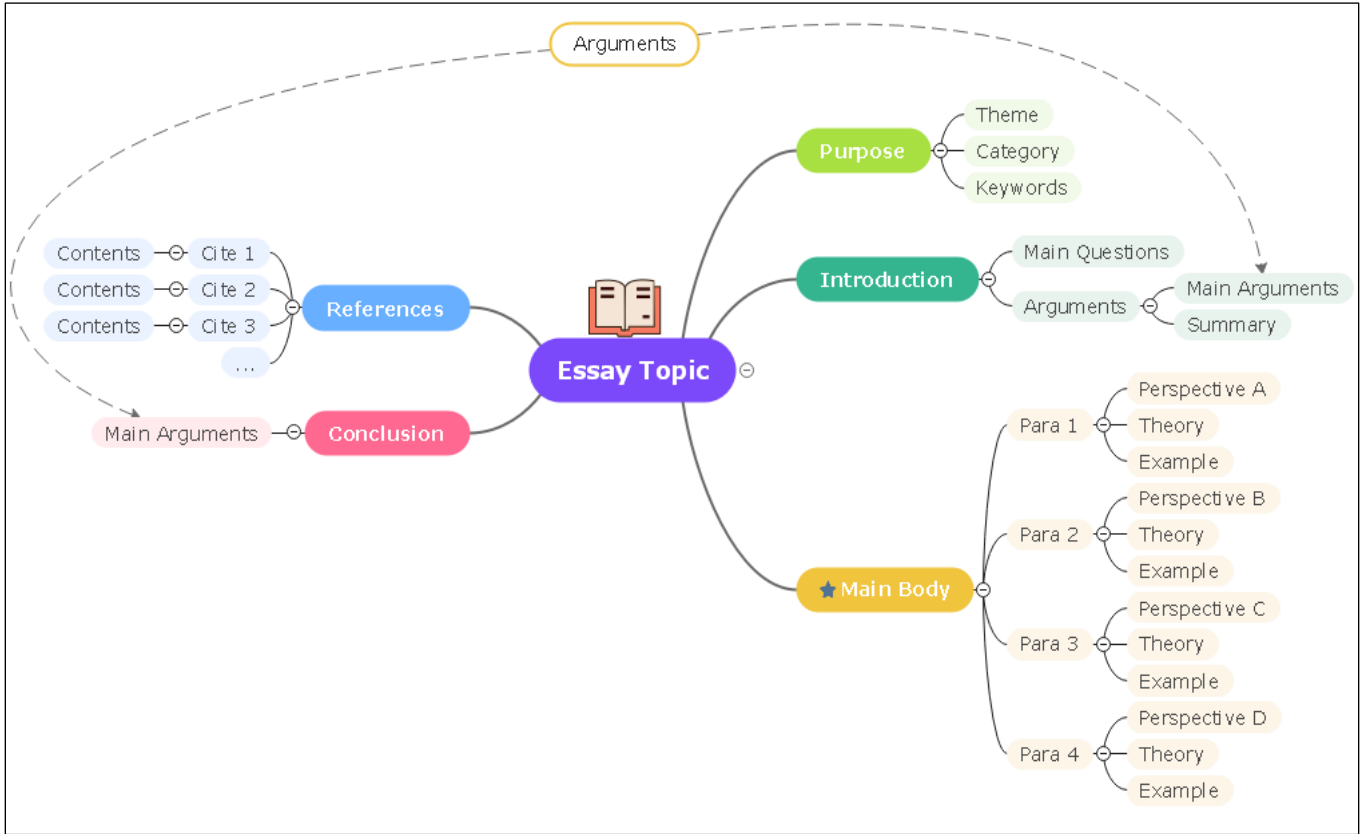 Arguments
Essay Topic
Purpose
Theme
Category
Keywords
Introduction
Main Questions
Arguments
Main Arguments
Summary
Main Body
Para 1
Perspective A
Theory
Example
Para 2
Perspective B
Theory
Example
Para 3
Perspective C
Theory
Example
Para 4
Perspective D
Theory
Example
References
Cite 1
Contents
Cite 2
Contents
Cite 3
Contents
...
Conclusion
Main Arguments